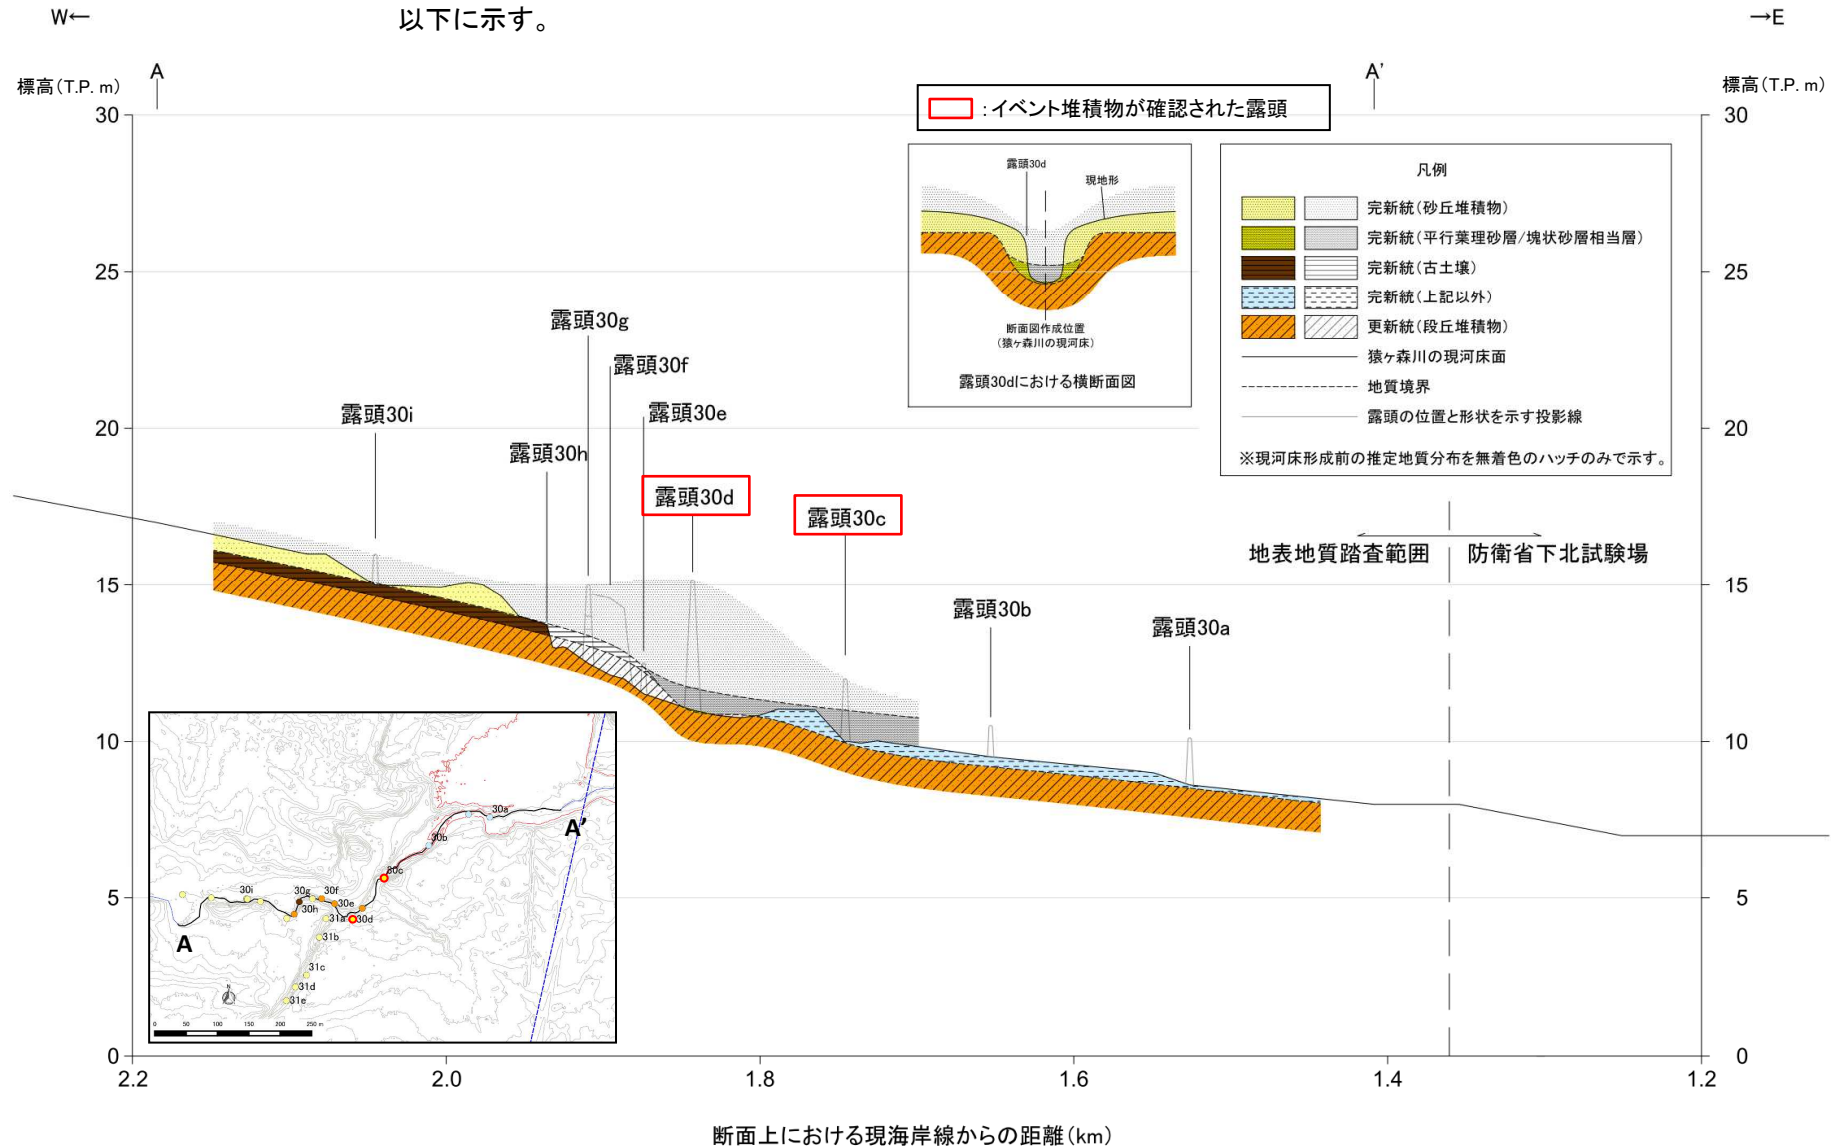 以下に示す。
W←
→E
A
A'
標高(T.P. m)
標高(T.P. m)
:イベント堆積物が確認された露頭
30
25
20
15
10
5
0
30
25
20
15
10
5
0
露頭30d
現地形
断面図作成位置
(猿ヶ森川の現河床)
露頭30dにおける横断面図
凡例
完新統(砂丘堆積物)
完新統(平行葉理砂層/塊状砂層相当層)
完新統(古土壌)
完新統(上記以外)
更新統(段丘堆積物)
猿ヶ森川の現河床面
地質境界
露頭の位置と形状を示す投影線
※現河床形成前の推定地質分布を無着色のハッチのみで示す。
露頭30g
露頭30f
露頭30i
露頭30e
露頭30h
露頭30d
露頭30c
露頭30b
露頭30a
地表地質踏査範囲
防衛省下北試験場
30a
A'
30b
30c
30i
30g
30f
30h
30e
31a
30d
A
31b
31c
31d
31e
N
0 50 100 150 200 250 m
2.2
2.0
1.8
1.6
1.4
1.2
断面上における現海岸線からの距離(km)